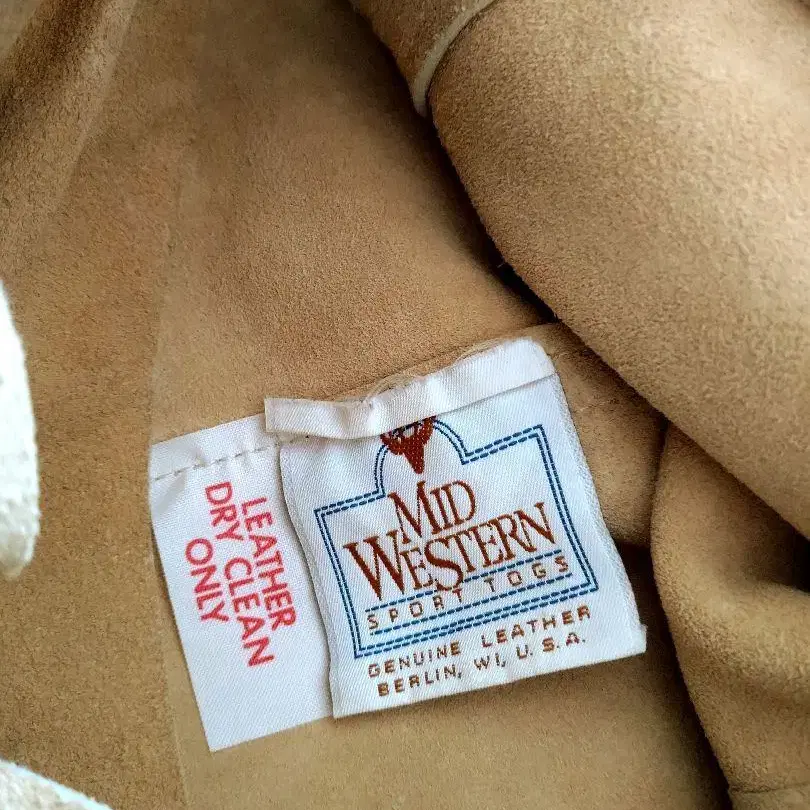 LEATHER
DRY CLEAN
ONLY
MID
WESTERN
SPORT TOGS
GENUINE LEATHER
BERLIN, WI, U.S.A.